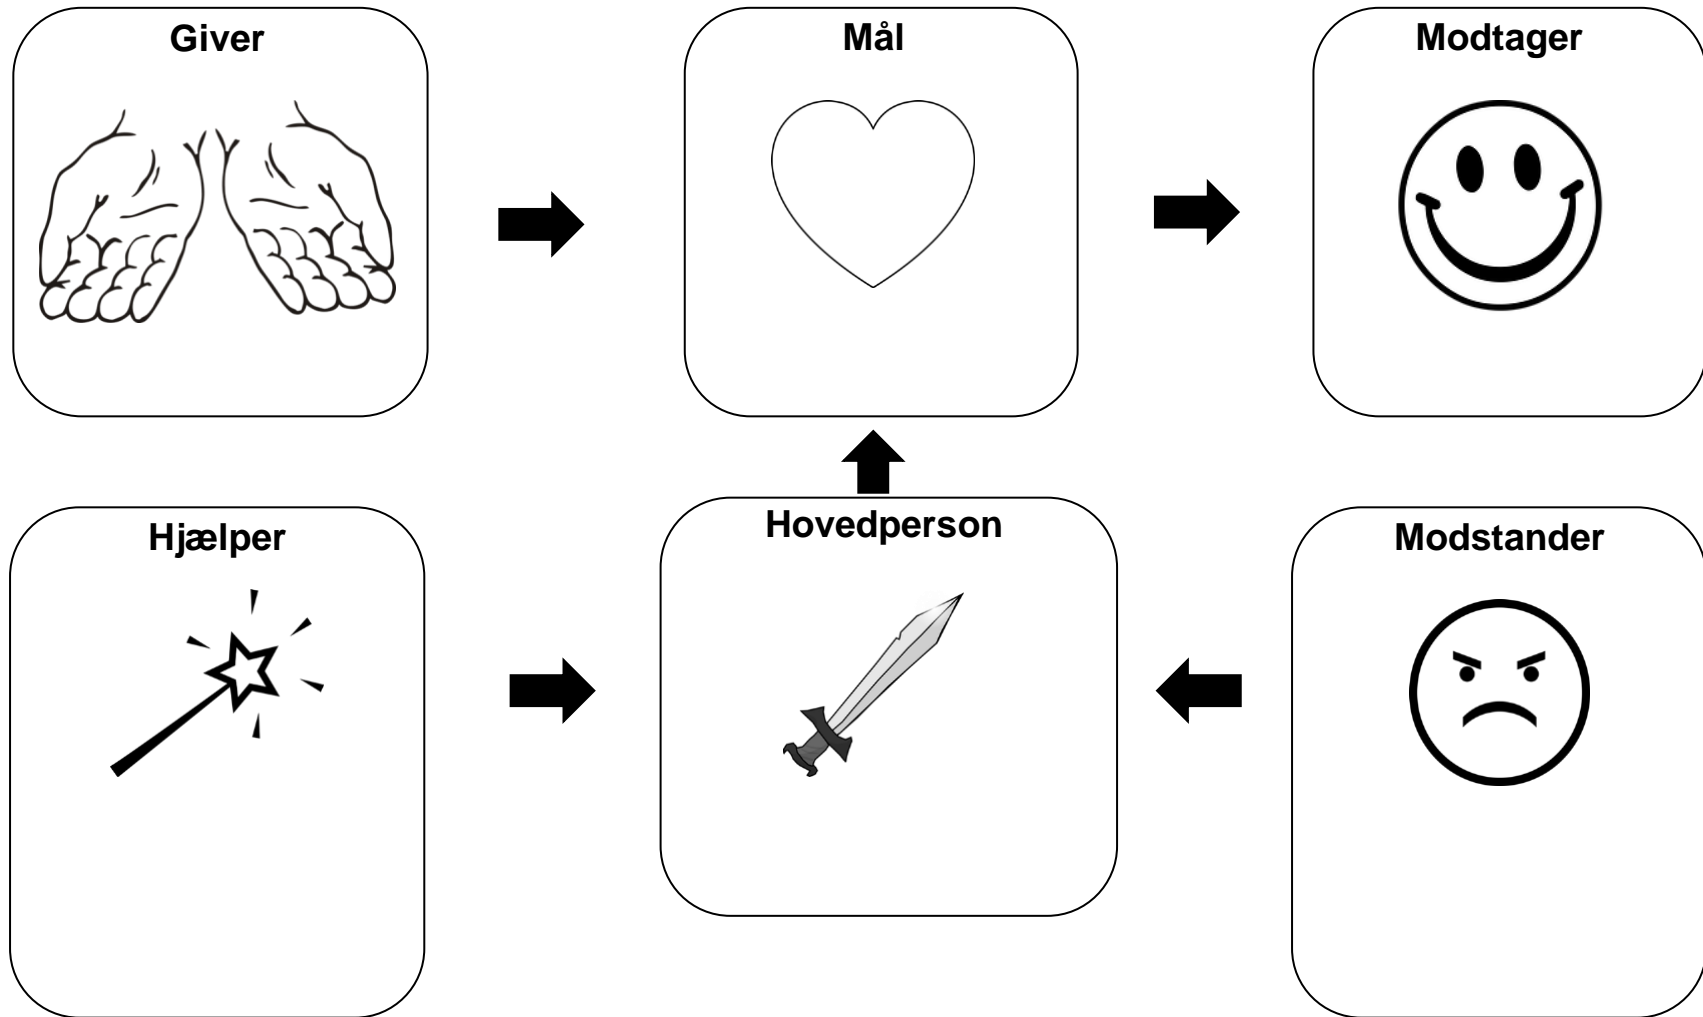 Giver
Mål
Modtager
Hjælper
Hovedperson
Modstander